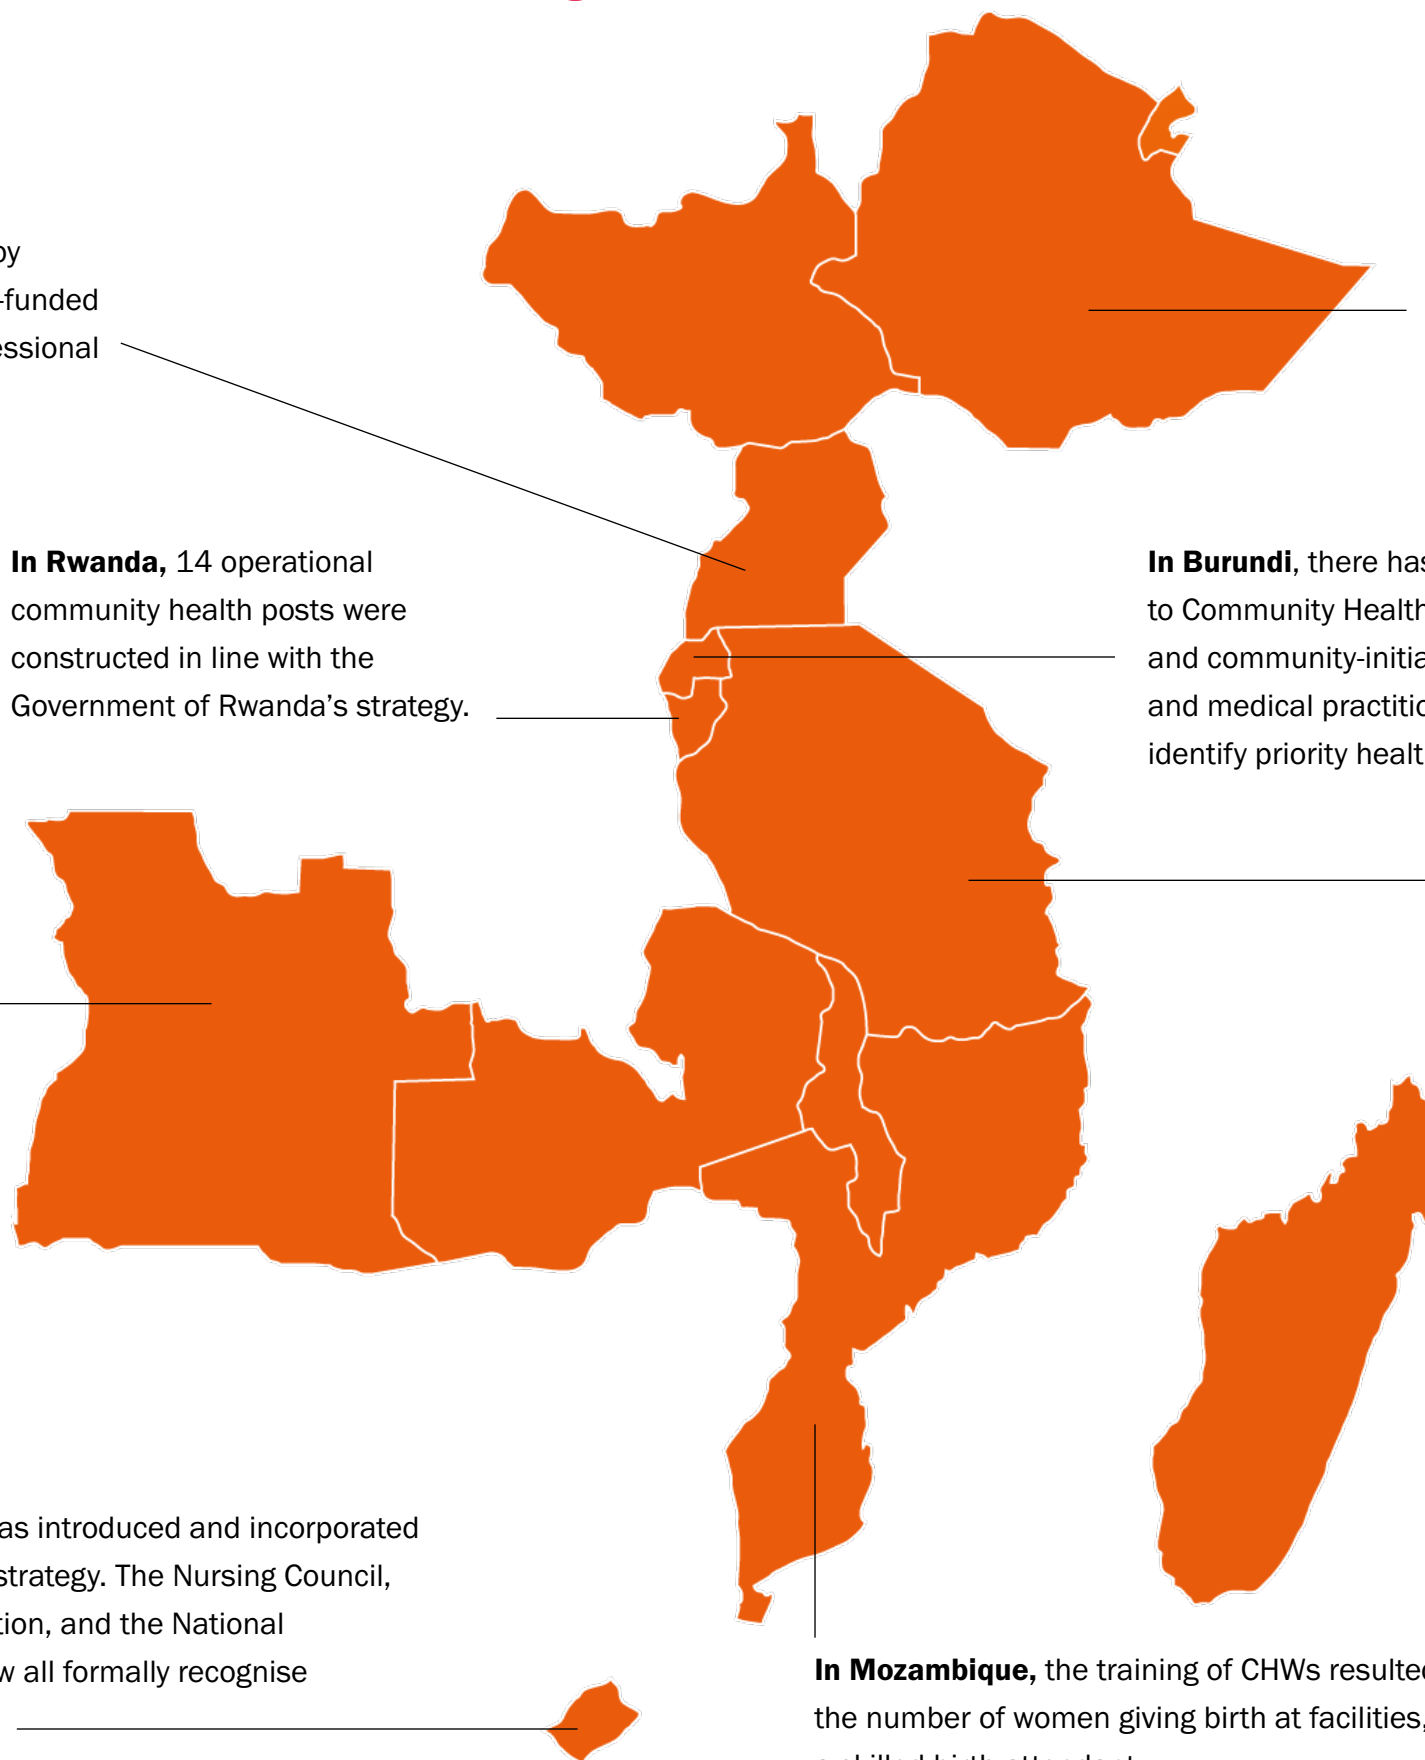 by
-funded
essional
In Rwanda, 14 operational
community health posts were
constructed in line with the
Government of Rwanda’s strategy.
In Burundi, there has
to Community Health
and community-initia
and medical practitio
identify priority healt
as introduced and incorporated
strategy. The Nursing Council,
tion, and the National
w all formally recognise
In Mozambique, the training of CHWs resulted
the number of women giving birth at facilities,
a skilled birth attendant